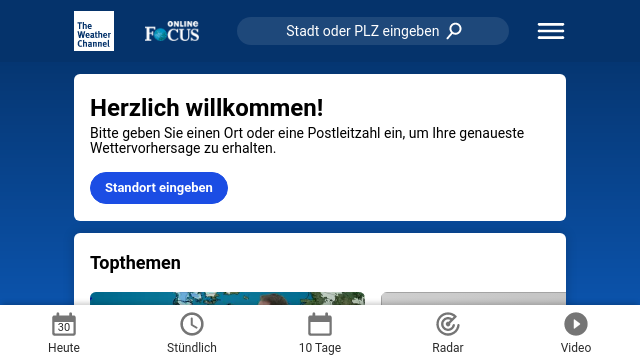 The
Weather
Channel
ONLINE
FOCUS
Stadt oder PLZ eingeben
Herzlich willkommen!
Bitte geben Sie einen Ort oder eine Postleitzahl ein, um Ihre genaueste
Wettervorhersage zu erhalten.
Standort eingeben
Topthemen
30
Heute
Stündlich
10 Tage
Radar
Video